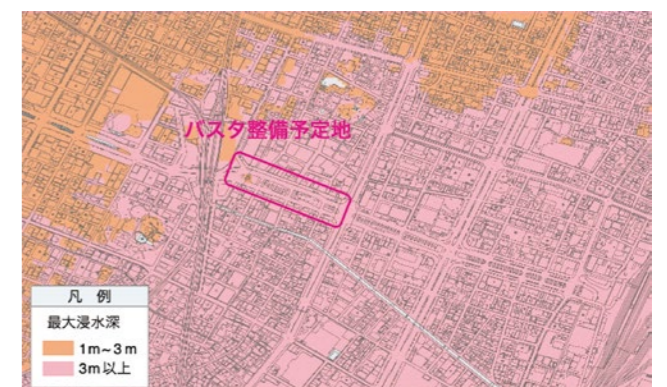 バスタ整備予定地
凡 例
最大浸水深
1m~3m
3m以上